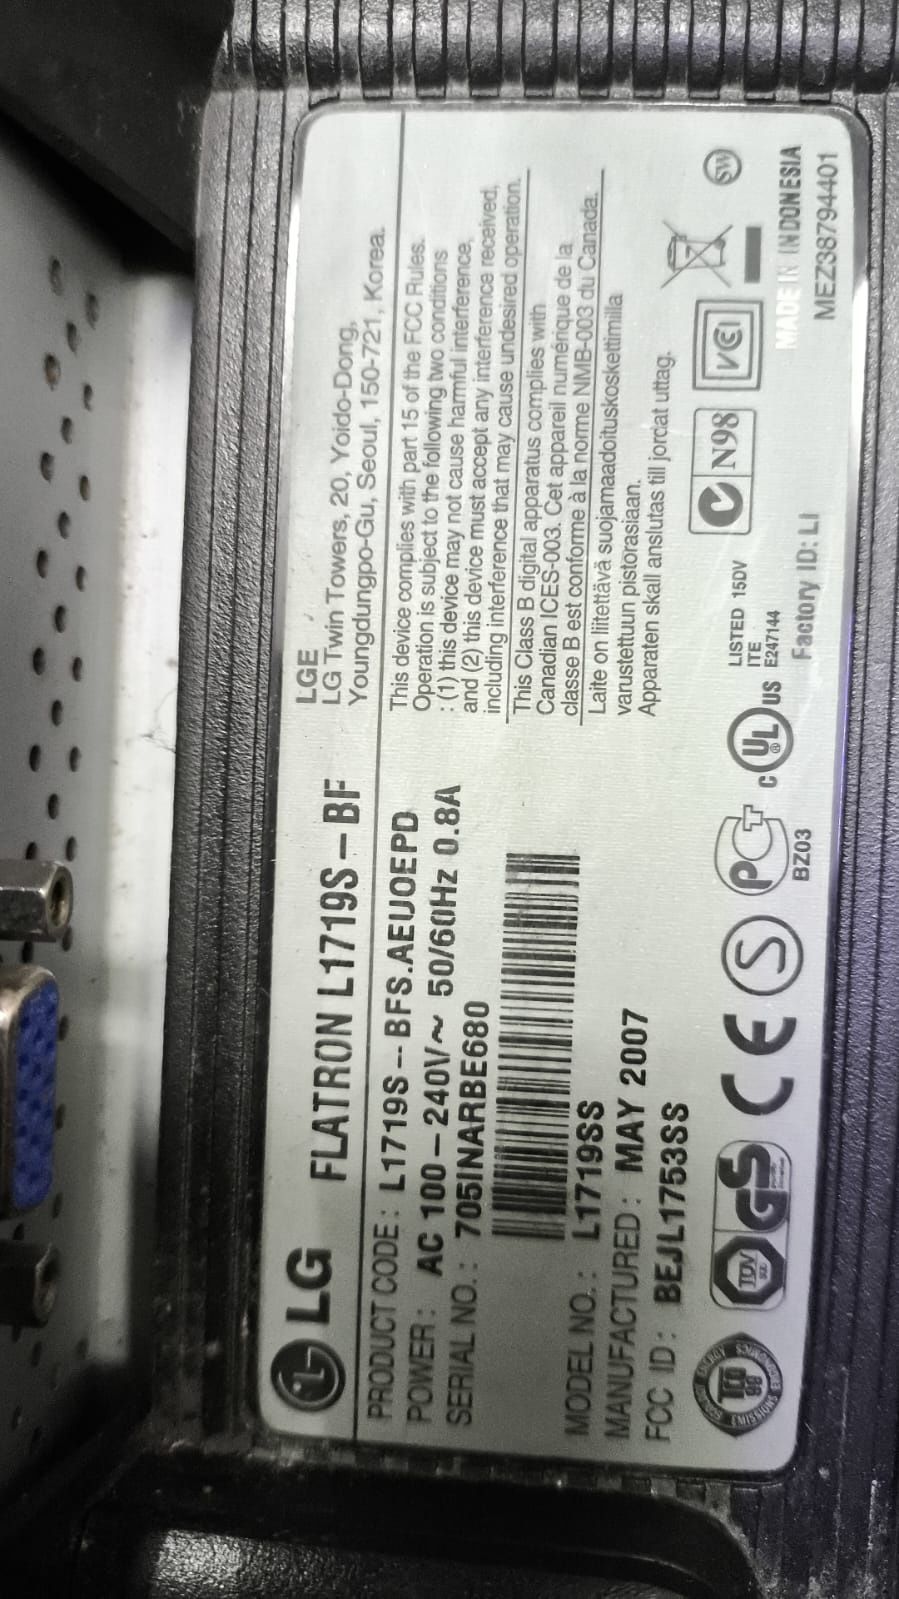 LG FLATRON L1719S-BF
LGE
LG Twin Towers, 20, Yoido-Dong,
Youngdungpo-Gu, Seoul, 150-721, Korea.
PRODUCT CODE : L1719S-BFS.AEUOEPD
POWER : AC 100-240V~ 50/60Hz 0.8A
SERIAL NO. : 705INARBE680
MODEL NO. : L1719SS
MANUFACTURED : MAY 2007
FCC ID : BEJL1753SS
This device complies with part 15 of the FCC Rules.
Operation is subject to the following two conditions
: (1) this device may not cause harmful interference,
and (2) this device must accept any interference received,
including interference that may cause undesired operation.
This Class B digital apparatus complies with
Canadian ICES-003. Cet appareil numérique de la
classe B est conforme à la norme NMB-003 du Canada.
Laite on liitettävä suojamaadoituskoskettimilla
varustettuun pistorasiaan.
Apparaten skall anslutas till jordat uttag.
TCO 99
EMISSIONS
TÜV GS CE S PCT
BZ03
c UL US
LISTED 15DV
ITE
E247144
N98
VCI
SW
Factory ID: LI
MADE IN INDONESIA
MEZ38794401